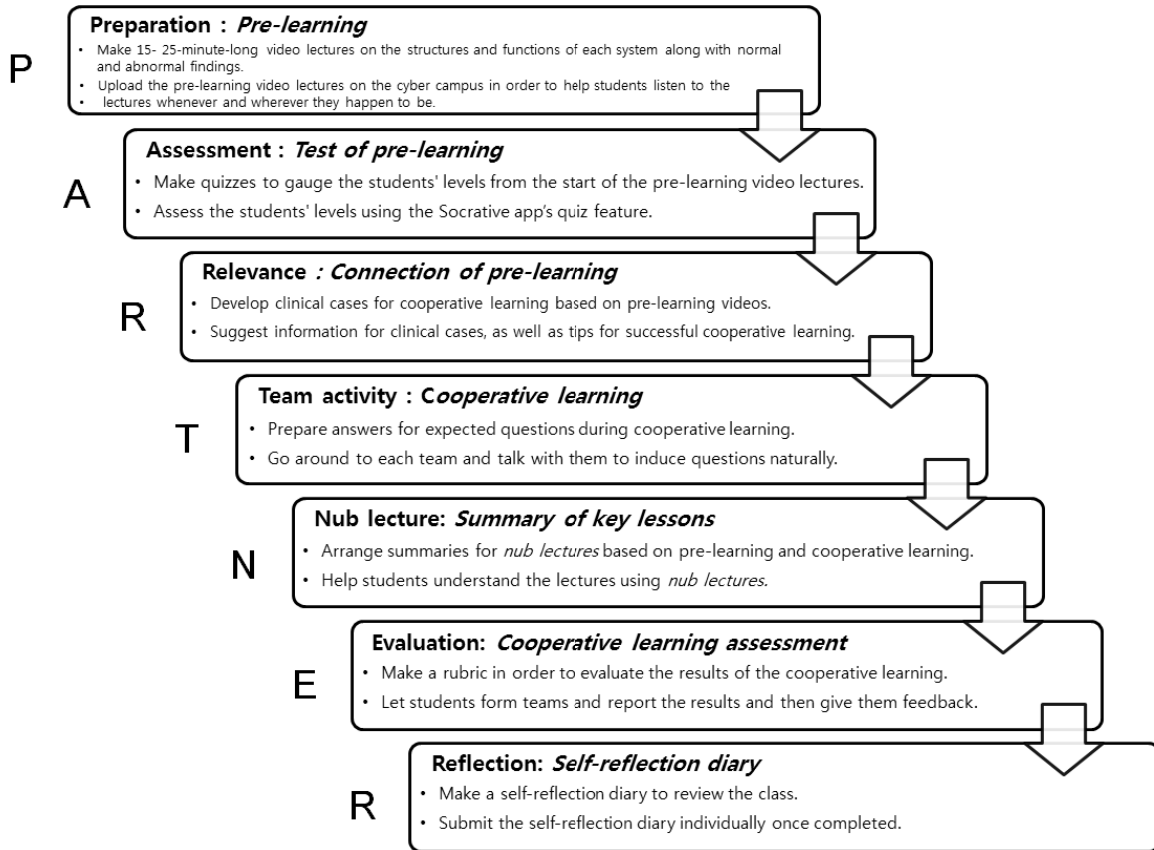 Preparation : Pre-learning
• Make 15- 25-minute-long video lectures on the structures and functions of each system along with normal
and abnormal findings.
• Upload the pre-learning video lectures on the cyber campus in order to help students listen to the
• lectures whenever and wherever they happen to be.
P
Assessment : Test of pre-learning
• Make quizzes to gauge the students' levels from the start of the pre-learning video lectures.
• Assess the students' levels using the Socrative app's quiz feature.
A
Relevance : Connection of pre-learning
• Develop clinical cases for cooperative learning based on pre-learning videos.
• Suggest information for clinical cases, as well as tips for successful cooperative learning.
R
Team activity : Cooperative learning
• Prepare answers for expected questions during cooperative learning.
• Go around to each team and talk with them to induce questions naturally.
T
Nub lecture: Summary of key lessons
• Arrange summaries for nub lectures based on pre-learning and cooperative learning.
• Help students understand the lectures using nub lectures.
N
Evaluation: Cooperative learning assessment
• Make a rubric in order to evaluate the results of the cooperative learning.
• Let students form teams and report the results and then give them feedback.
E
Reflection: Self-reflection diary
• Make a self-reflection diary to review the class.
• Submit the self-reflection diary individually once completed.
R